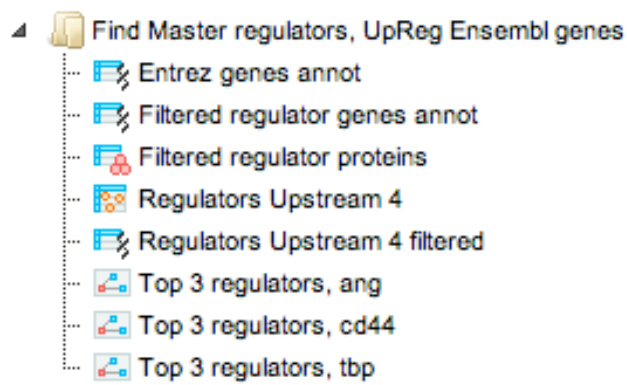 Find Master regulators, UpReg Ensembl genes
Entrez genes annot
Filtered regulator genes annot
Filtered regulator proteins
Regulators Upstream 4
Regulators Upstream 4 filtered
Top 3 regulators, ang
Top 3 regulators, cd44
Top 3 regulators, tbp